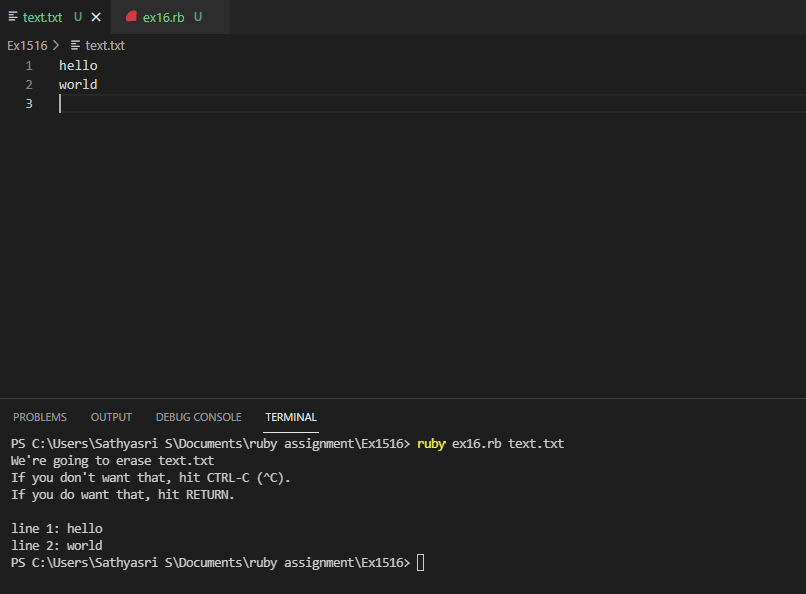 text.txt U
ex16.rb U
Ex1516 > text.txt
1 hello
2 world
3
PROBLEMS OUTPUT DEBUG CONSOLE TERMINAL
PS C:\Users\Sathyasri S\Documents\ruby assignment\Ex1516> ruby ex16.rb text.txt
We're going to erase text.txt
If you don't want that, hit CTRL-C (^C).
If you do want that, hit RETURN.
line 1: hello
line 2: world
PS C:\Users\Sathyasri S\Documents\ruby assignment\Ex1516>